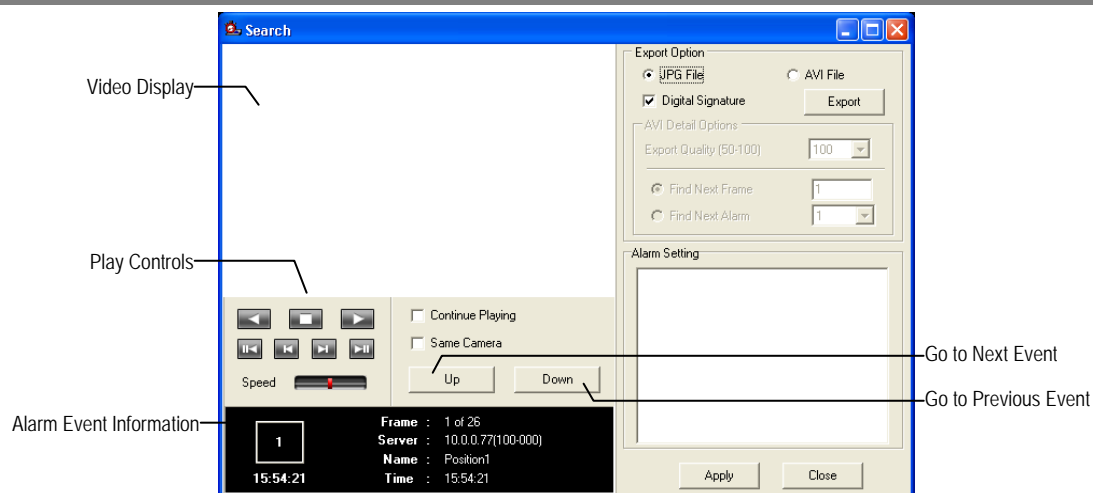 Search
Video Display
Play Controls
Alarm Event Information
Export Option
JPG File
AVI File
Digital Signature
Export
AVI Detail Options
Export Quality (50-100)
100
Find Next Frame
1
Find Next Alarm
1
Alarm Setting
Continue Playing
Same Camera
Speed
Up
Down
Go to Next Event
Go to Previous Event
1
15:54:21
Frame : 1 of 26
Server : 10.0.0.77(100-000)
Name : Position1
Time : 15:54:21
Apply
Close